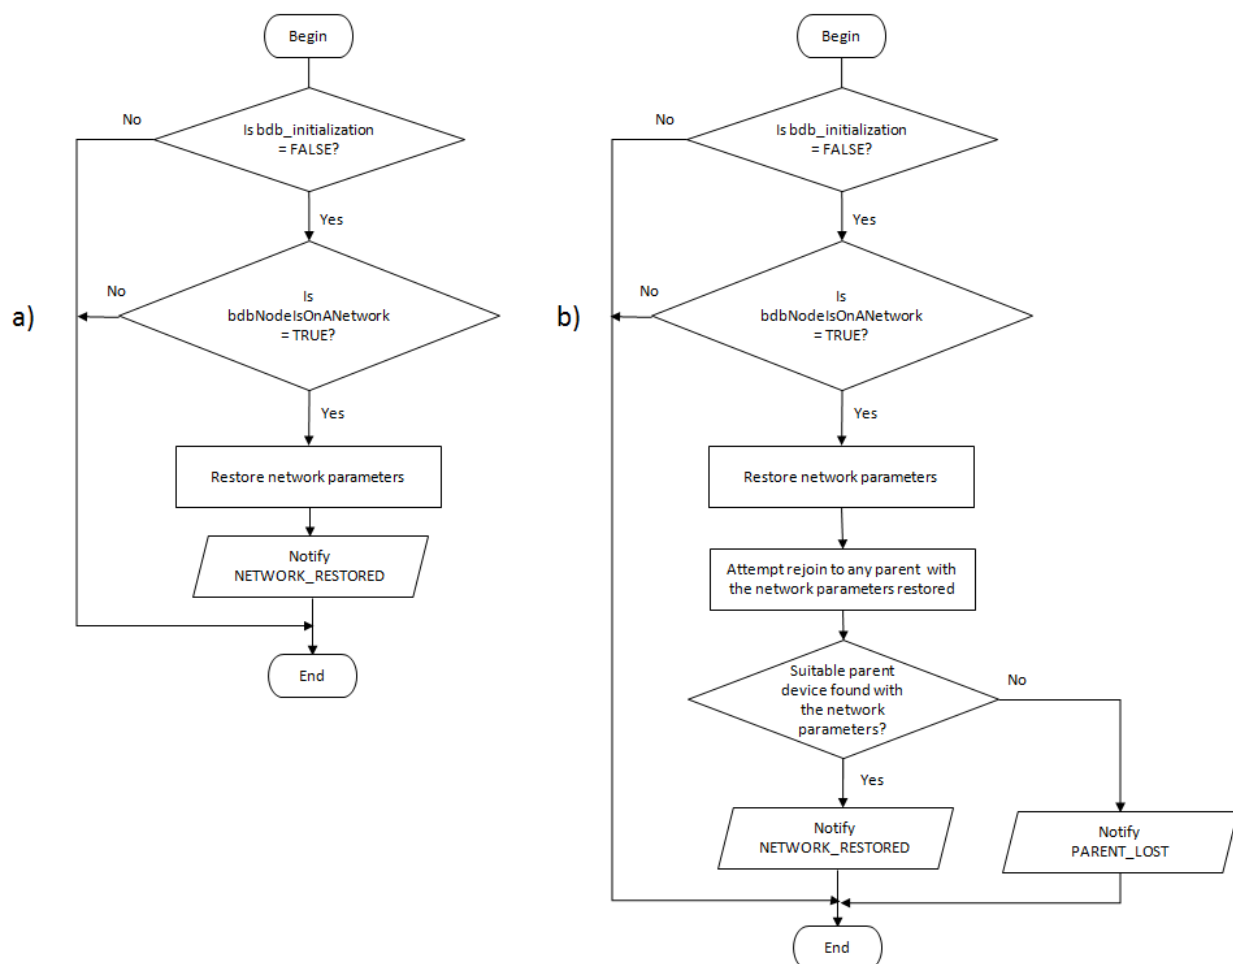 a)
Begin
Is bdb_initialization
= FALSE?
No
Yes
Is
bdbNodeIsOnANetwork
= TRUE?
No
Yes
Restore network parameters
Notify
NETWORK_RESTORED
End
b)
Begin
Is bdb_initialization
= FALSE?
No
Yes
Is
bdbNodeIsOnANetwork
= TRUE?
No
Yes
Restore network parameters
Attempt rejoin to any parent with
the network parameters restored
Suitable parent
device found with
the network
parameters?
No
Yes
Notify
NETWORK_RESTORED
Notify
PARENT_LOST
End